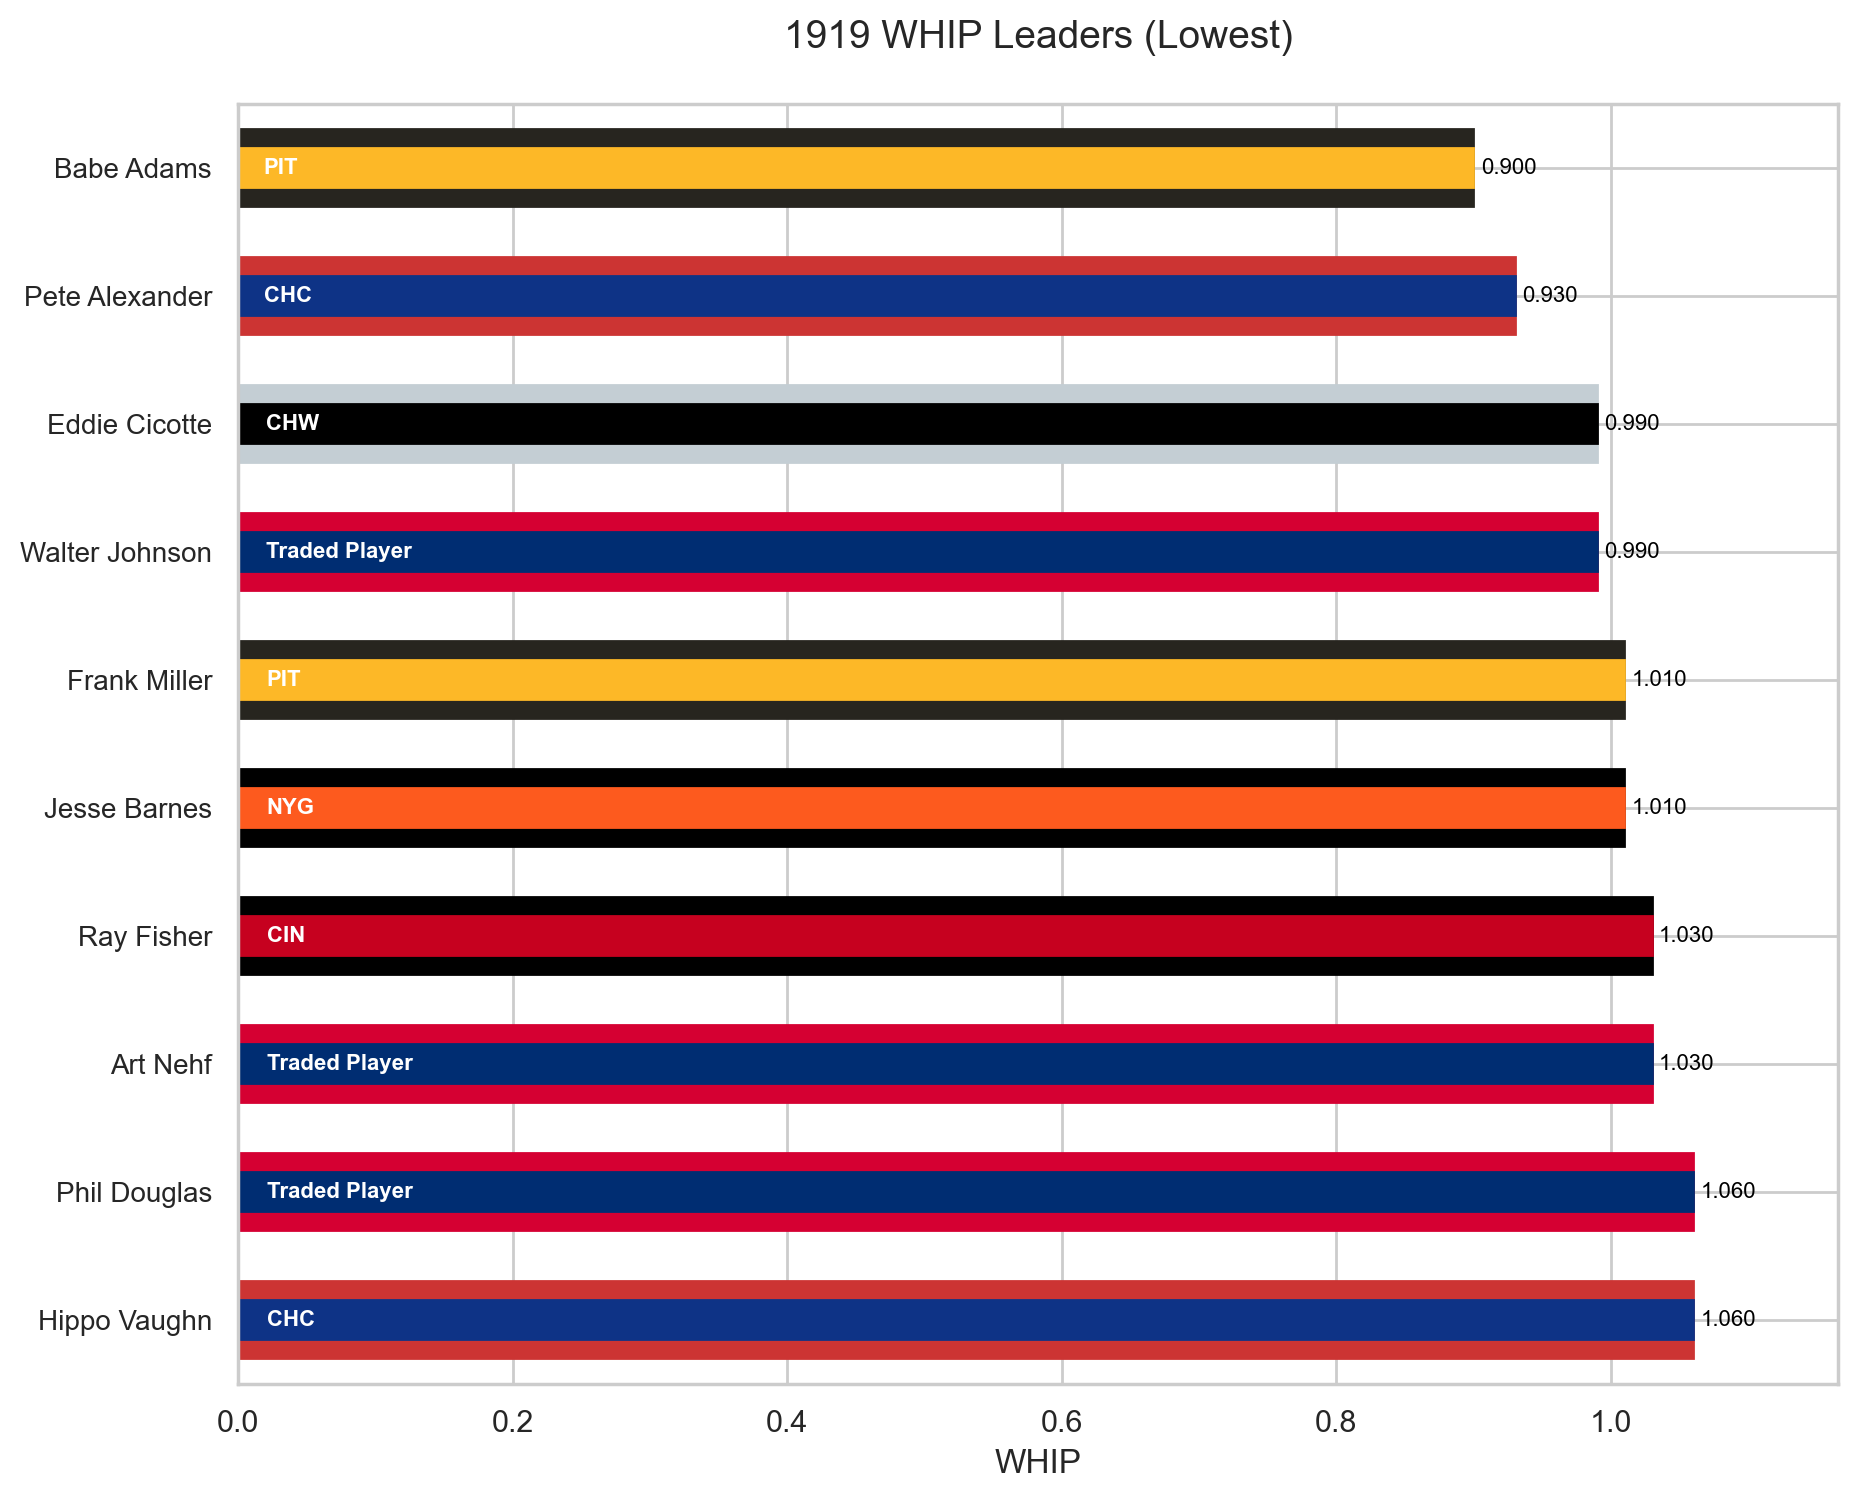 1919 WHIP Leaders (Lowest)
Babe Adams PIT 0.900
Pete Alexander CHC 0.930
Eddie Cicotte CHW 0.990
Walter Johnson Traded Player 0.990
Frank Miller PIT 1.010
Jesse Barnes NYG 1.010
Ray Fisher CIN 1.030
Art Nehf Traded Player 1.030
Phil Douglas Traded Player 1.060
Hippo Vaughn CHC 1.060
0.0 0.2 0.4 0.6 0.8 1.0
WHIP